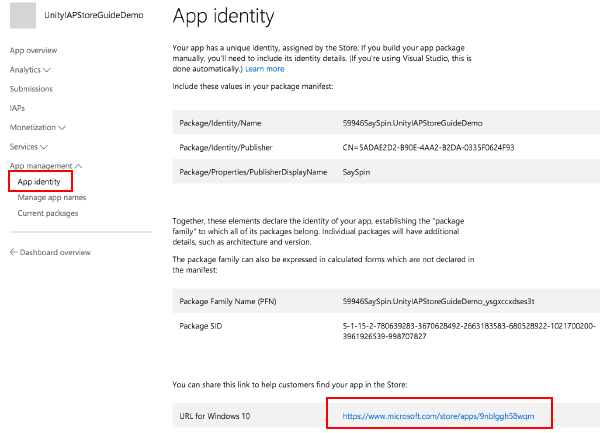 UnityIAPStoreGuideDemo
App overview
Analytics
Submissions
IAPs
Monetization
Services
App management
App identity
Manage app names
Current packages
Dashboard overview
App identity
Your app has a unique identity, assigned by the Store. If you build your app package
manually, you'll need to include its identity details. (If you're using Visual Studio, this is
done automatically.) Learn more
Include these values in your package manifest:
Package/Identity/Name 59946SaySpin.UnityIAPStoreGuideDemo
Package/Identity/Publisher CN=5ADAE2D2-B90E-4AA2-B2DA-0335F0624F93
Package/Properties/PublisherDisplayName SaySpin
Together, these elements declare the identity of your app, establishing the "package
family" to which all of its packages belong. Individual packages will have additional
details, such as architecture and version.
The package family can also be expressed in calculated forms which are not declared in
the manifest:
Package Family Name (PFN) 59946SaySpin.UnityIAPStoreGuideDemo_ysgxccxdses3t
Package SID S-1-15-2-780639283-3670628492-2663183583-680528922-1021700200-
3961926539-998707827
You can share this link to help customers find your app in the Store:
URL for Windows 10 https://www.microsoft.com/store/apps/9nblggh58wqm